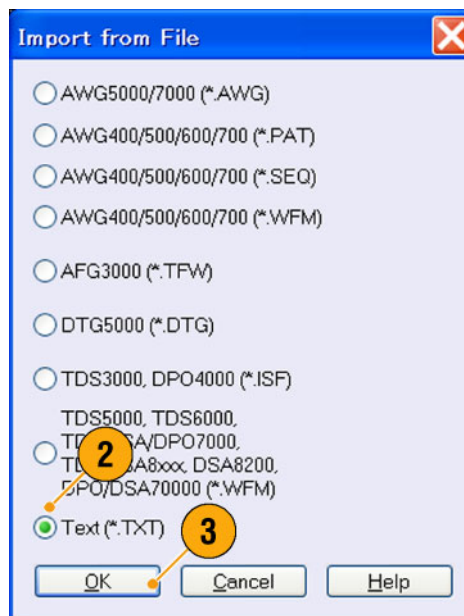 Import from File
AWG5000/7000 (*.AWG)
AWG400/500/600/700 (*.PAT)
AWG400/500/600/700 (*.SEQ)
AWG400/500/600/700 (*.WFM)
AFG3000 (*.TFW)
DTG5000 (*.DTG)
TDS3000, DPO4000 (*.ISF)
TDS5000, TDS6000,
2
DPO/DSA70000 (*.WFM)
Text (*.TXT)
3
OK Cancel Help